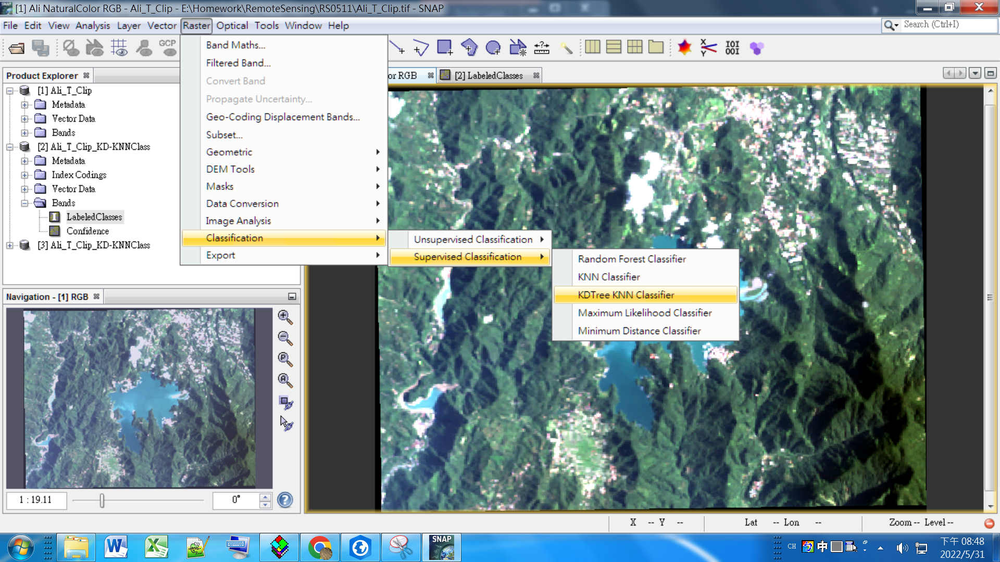 [1] Ali NaturalColor RGB - Ali_T_Clip - E:\Homework\RemoteSensing\RS0511\Ali_T_Clip.tif - SNAP
File Edit View Analysis Layer Vector Raster Optical Tools Window Help
Search (Ctrl+I)
GCP
Band Maths...
Filtered Band...
Convert Band
Propagate Uncertainty...
Geo-Coding Displacement Bands...
Subset...
Geometric
DEM Tools
Masks
Data Conversion
Image Analysis
Classification
Export
Unsupervised Classification
Supervised Classification
Random Forest Classifier
KNN Classifier
KDTree KNN Classifier
Maximum Likelihood Classifier
Minimum Distance Classifier
Product Explorer
or RGB
[2] LabeledClasses
[1] Ali_T_Clip
Metadata
Vector Data
Bands
[2] Ali_T_Clip_KD-KNNClass
Metadata
Index Codings
Vector Data
Bands
LabeledClasses
Confidence
[3] Ali_T_Clip_KD-KNNClass
Navigation - [1] RGB
1 : 19.11
0°
X -- Y --
Lat -- Lon --
Zoom -- Level --
SNAP
CH
中
下午 08:48
2022/5/31